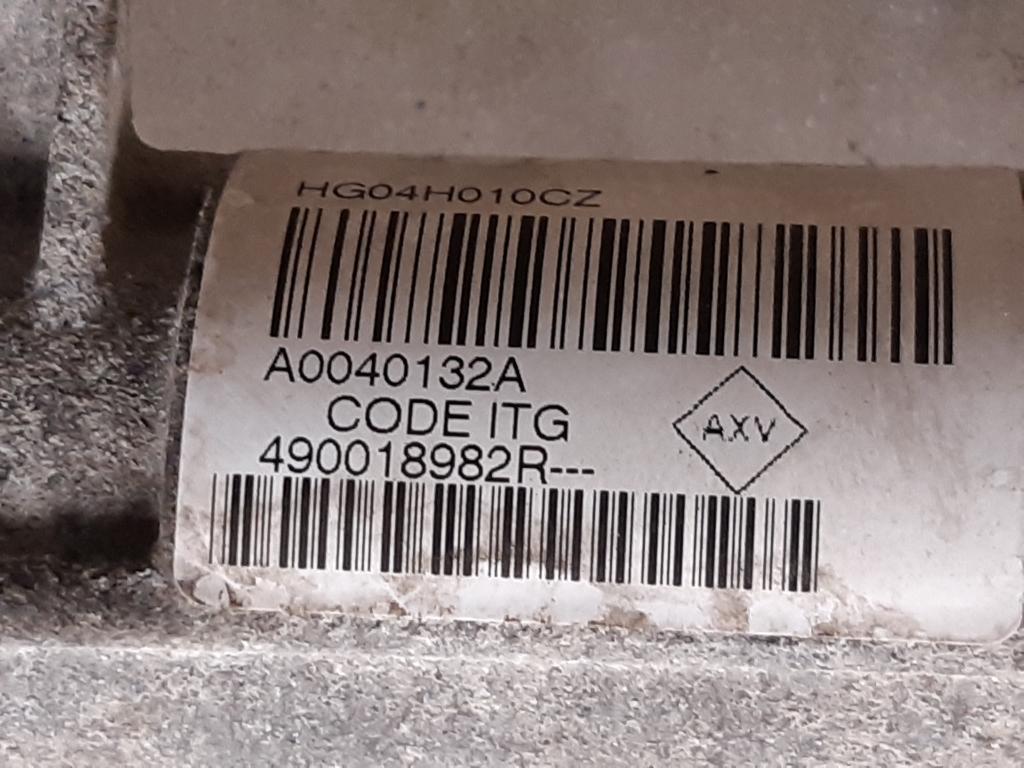 HG04H010CZ
A0040132A
CODE ITG
AXV
490018982R---